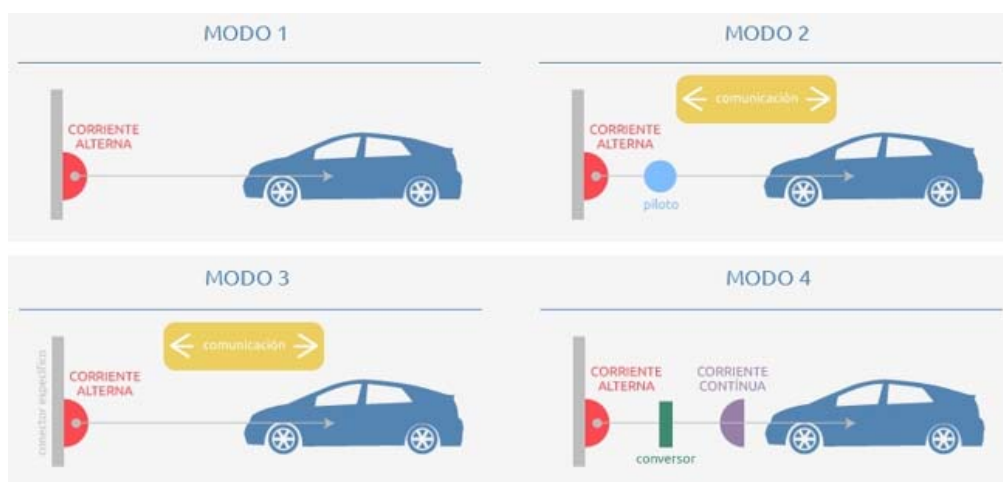 MODO 1
CORRIENTE
ALTERNA
MODO 2
comunicación
CORRIENTE
ALTERNA
piloto
MODO 3
comunicación
conector específico
CORRIENTE
ALTERNA
MODO 4
CORRIENTE
ALTERNA
CORRIENTE
CONTÍNUA
conversor